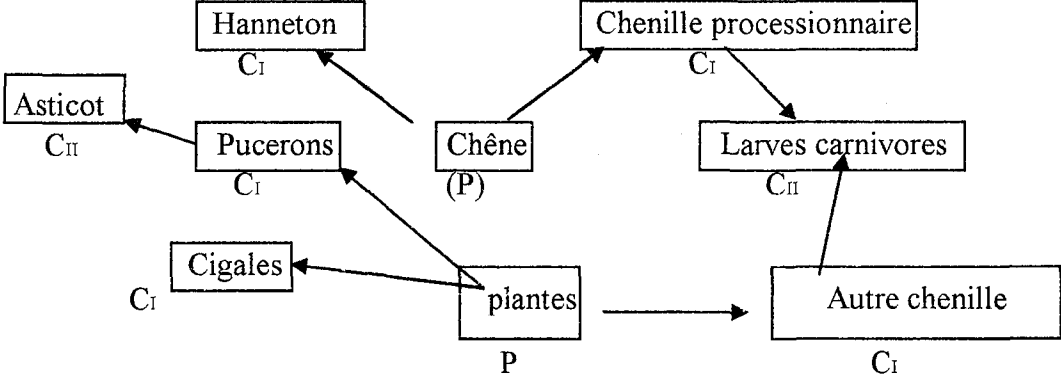 Hanneton
Chenille processionnaire
CI
CI
Asticot
CII
Pucerons
CI
Chêne
(P)
Larves carnivores
CII
Cigales
CI
plantes
P
Autre chenille
CI